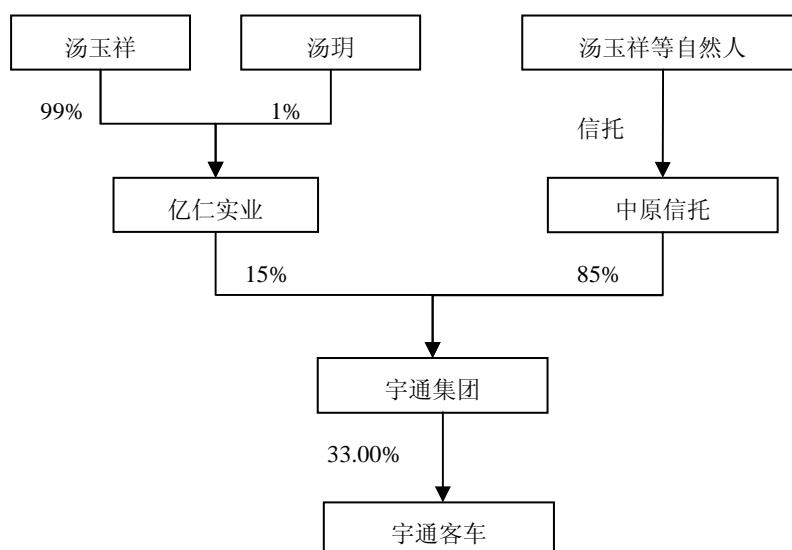 汤玉祥
汤玥
汤玉祥等自然人
99%
1%
信托
亿仁实业
中原信托
15%
85%
宇通集团
33.00%
宇通客车